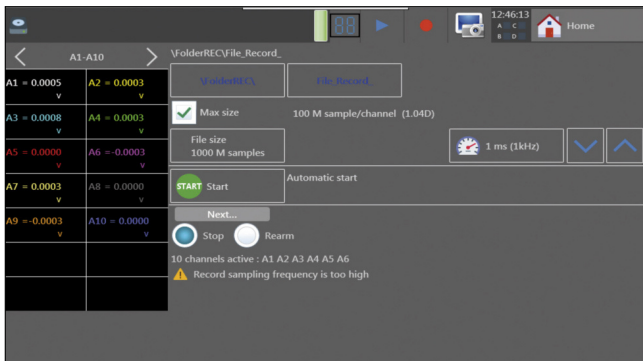 12:46:13
A C
B D
Home
A1-A10
\FolderREC\File_Record_
\FolderREC\
File_Record_
A1 = 0.0005
V
A2 = 0.0003
V
Max size
100 M sample/channel (1.04D)
A3 = 0.0008
V
A4 = 0.0003
V
File size
1000 M samples
1 ms (1kHz)
A5 = 0.0000
V
A6 =-0.0003
V
START
Start
Automatic start
A7 = 0.0003
V
A8 = 0.0000
V
Next...
A9 =-0.0003
V
A10 = 0.0000
V
Stop
Rearm
10 channels active : A1 A2 A3 A4 A5 A6
Record sampling frequency is too high